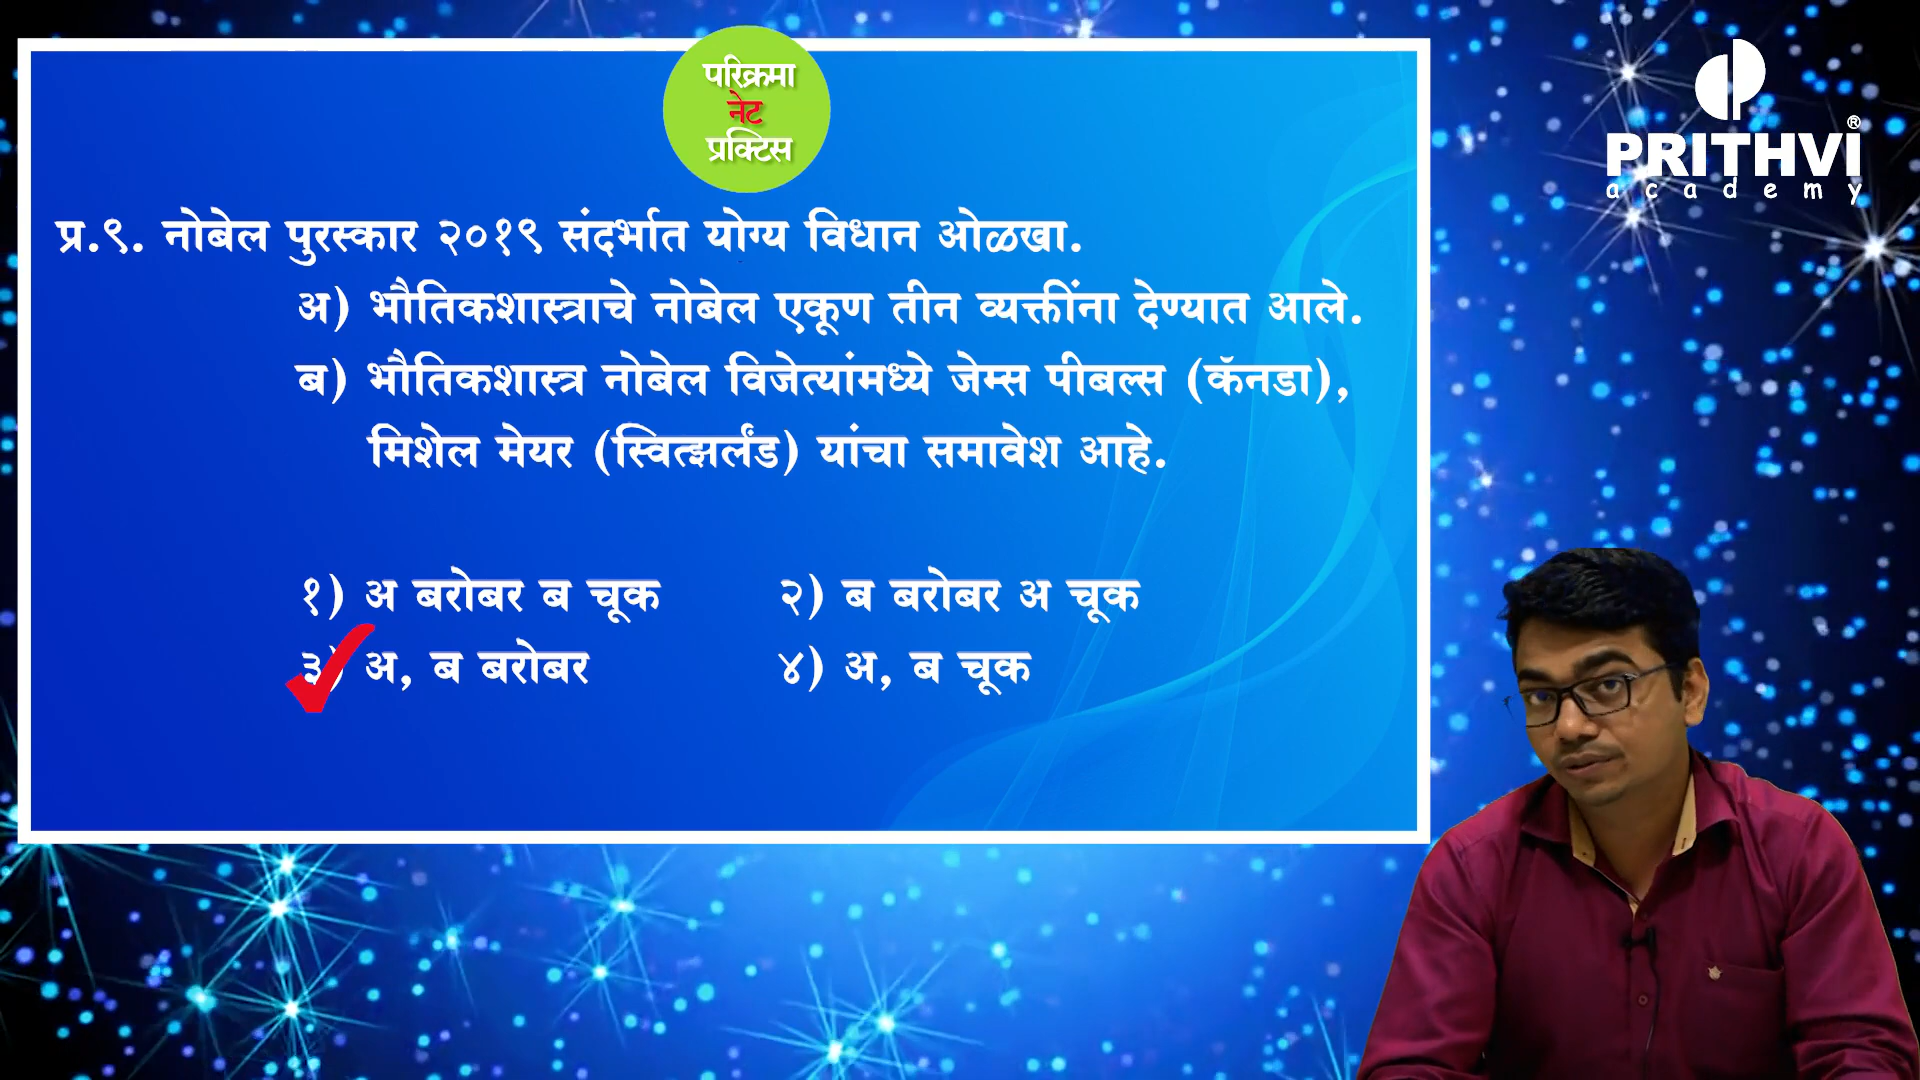 परिक्रमा
नेट
प्रक्टिस
PRITHVI®
academy
प्र.९. नोबेल पुरस्कार २०१९ संदर्भात योग्य विधान ओळखा.
अ) भौतिकशास्त्राचे नोबेल एकूण तीन व्यक्तींना देण्यात आले.
ब) भौतिकशास्त्र नोबेल विजेत्यांमध्ये जेम्स पीबल्स (कॅनडा),
मिशेल मेयर (स्वित्झर्लंड) यांचा समावेश आहे.
१) अ बरोबर ब चूक २) ब बरोबर अ चूक
३) अ, ब बरोबर ४) अ, ब चूक